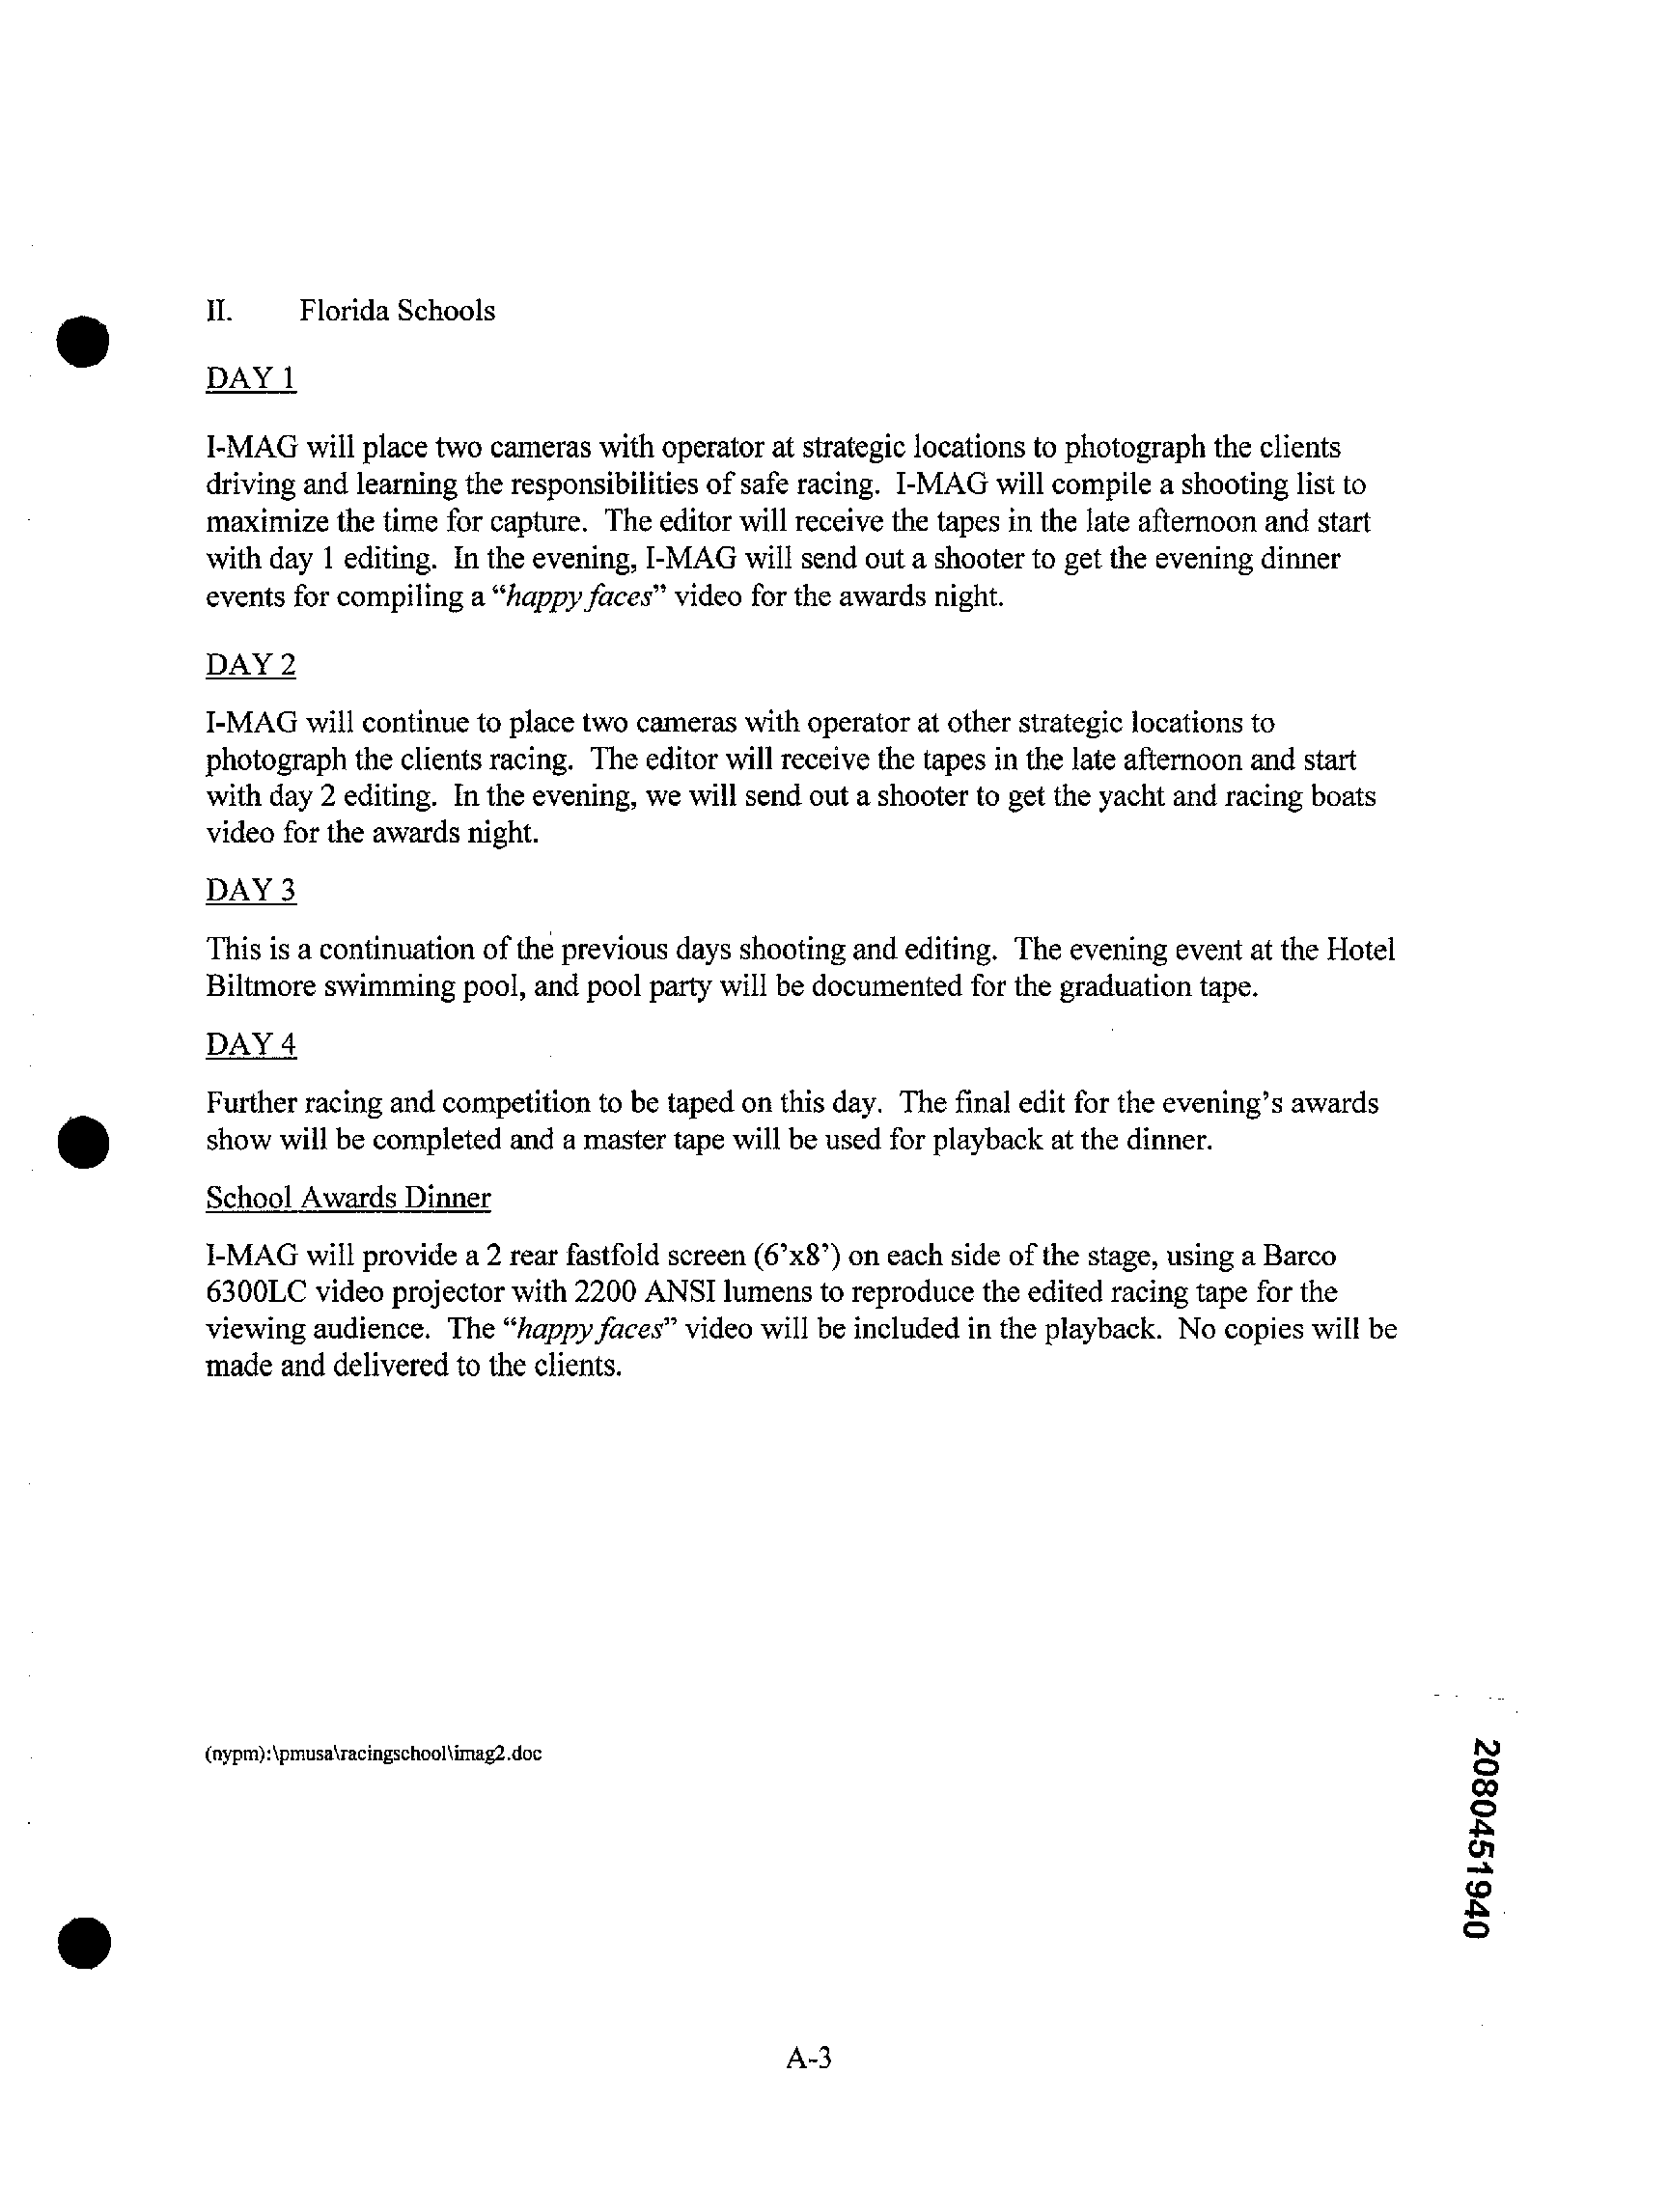 II. Florida Schools
DAY 1
I-MAG will place two cameras with operator at strategic locations to photograph the clients
driving and learning the responsibilities of safe racing. I-MAG will compile a shooting list to
maximize the time for capture. The editor will receive the tapes in the late afternoon and start
with day 1 editing. In the evening, I-MAG will send out a shooter to get the evening dinner
events for compiling a “happy faces” video for the awards night.
DAY 2
I-MAG will continue to place two cameras with operator at other strategic locations to
photograph the clients racing. The editor will receive the tapes in the late afternoon and start
with day 2 editing. In the evening, we will send out a shooter to get the yacht and racing boats
video for the awards night.
DAY 3
This is a continuation of the previous days shooting and editing. The evening event at the Hotel
Biltmore swimming pool, and pool party will be documented for the graduation tape.
DAY 4
Further racing and competition to be taped on this day. The final edit for the evening’s awards
show will be completed and a master tape will be used for playback at the dinner.
School Awards Dinner
I-MAG will provide a 2 rear fastfold screen (6’x8’) on each side of the stage, using a Barco
6300LC video projector with 2200 ANSI lumens to reproduce the edited racing tape for the
viewing audience. The “happy faces” video will be included in the playback. No copies will be
made and delivered to the clients.
(nypm):\pmusa\racingschool\imag2.doc
2080451940
A-3